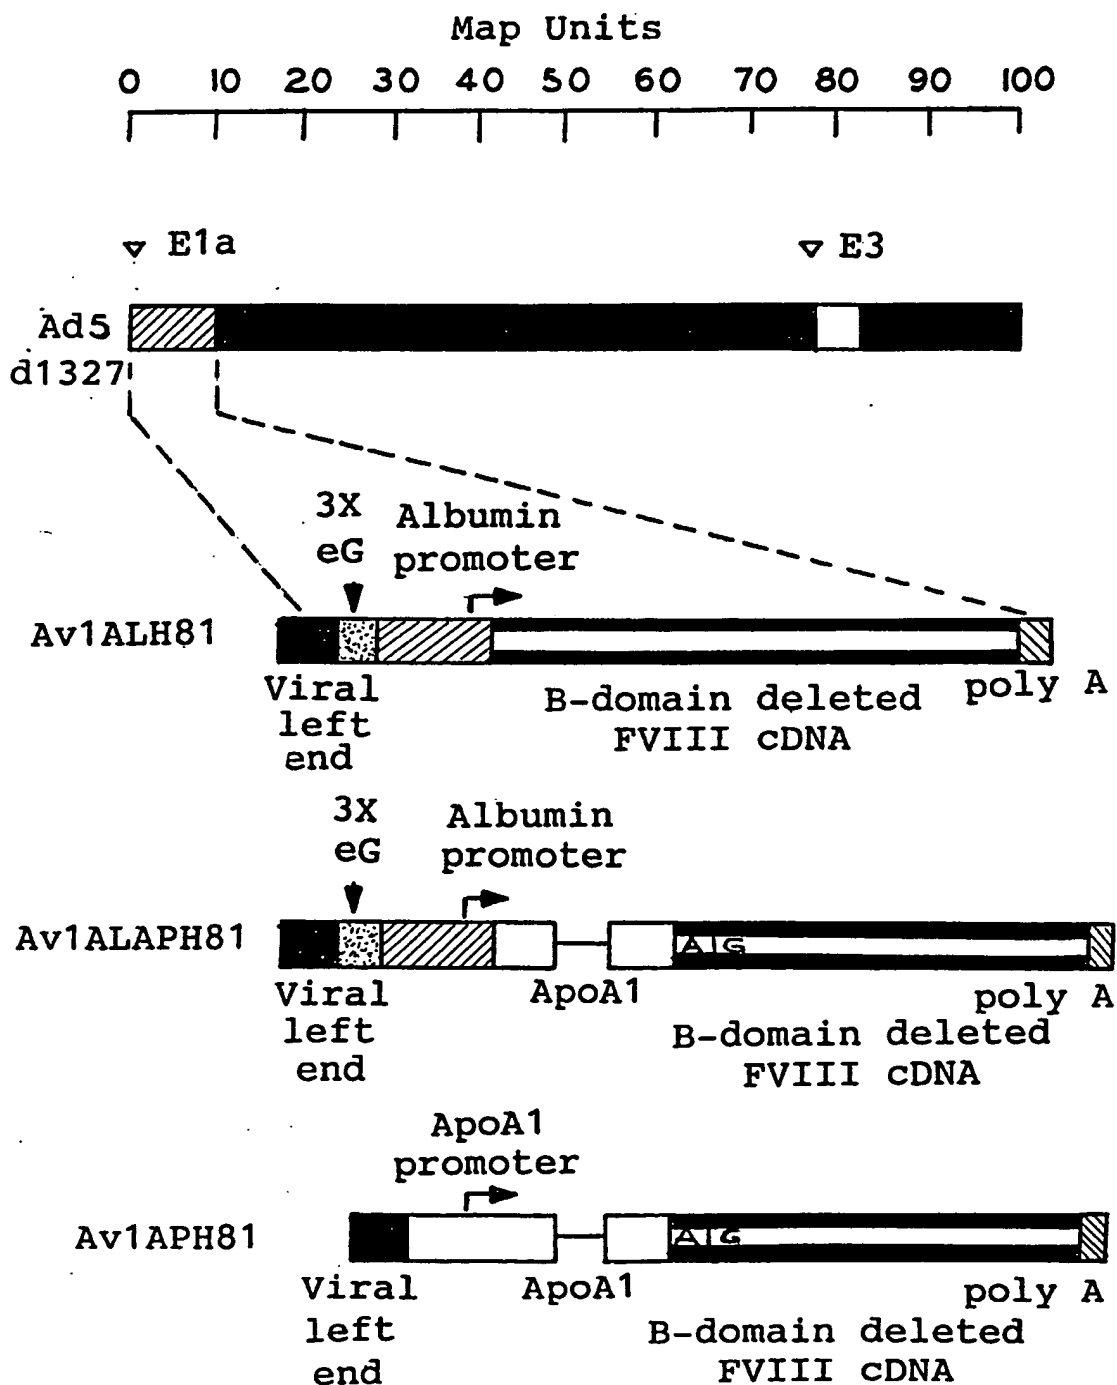 Map Units
0 10 20 30 40 50 60 70 80 90 100
E1a E3
Ad5
d1327
3X
eG
Albumin
promoter
Av1ALH81
Viral
left
end
B-domain deleted
FVIII cDNA
poly A
3X
eG
Albumin
promoter
Av1ALAPH81
ATG
Viral
left
end
ApoA1
poly A
B-domain deleted
FVIII cDNA
ApoA1
promoter
Av1APH81
ATG
Viral
left
end
ApoA1
poly A
B-domain deleted
FVIII cDNA